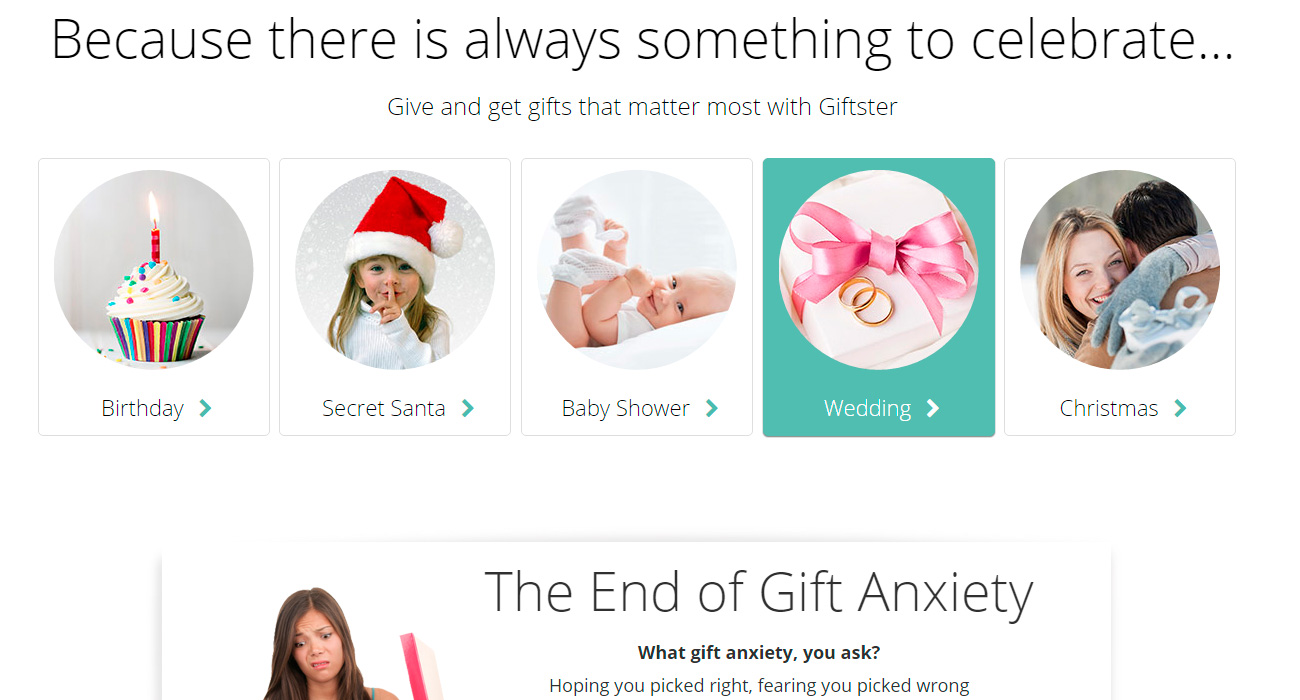 Because there is always something to celebrate...
Give and get gifts that matter most with Giftster
Birthday
Secret Santa
Baby Shower
Wedding
Christmas
The End of Gift Anxiety
What gift anxiety, you ask?
Hoping you picked right, fearing you picked wrong